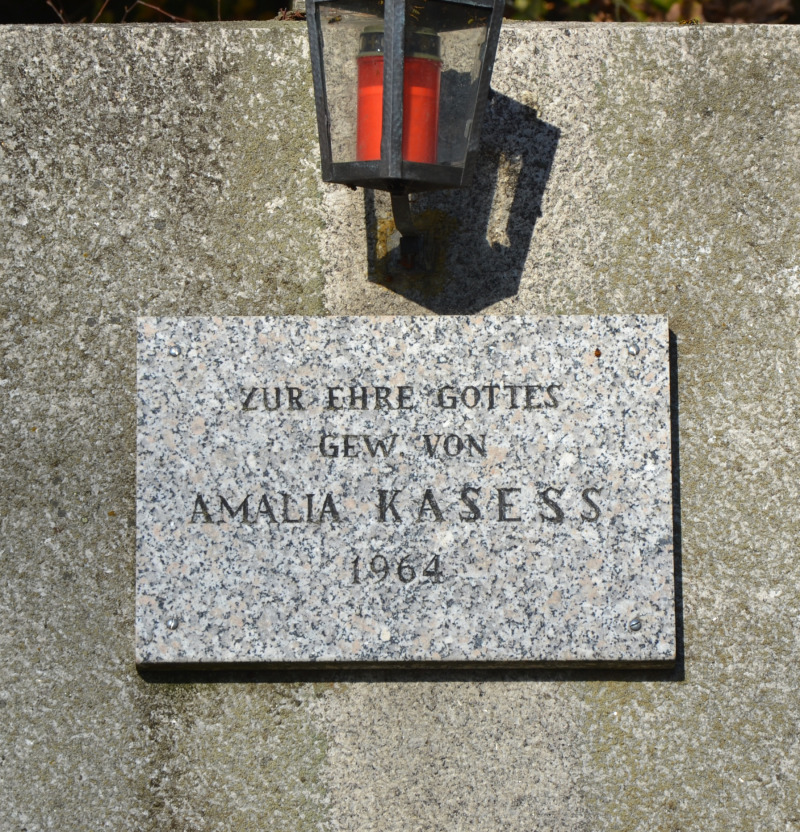 ZUR EHRE GOTTES
GEW. VON
AMALIA KASESS
1964